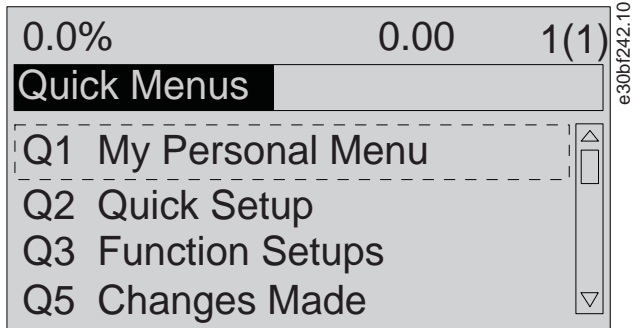 0.0% 0.00 1(1)
Quick Menus
Q1 My Personal Menu
Q2 Quick Setup
Q3 Function Setups
Q5 Changes Made
e30bf242.10